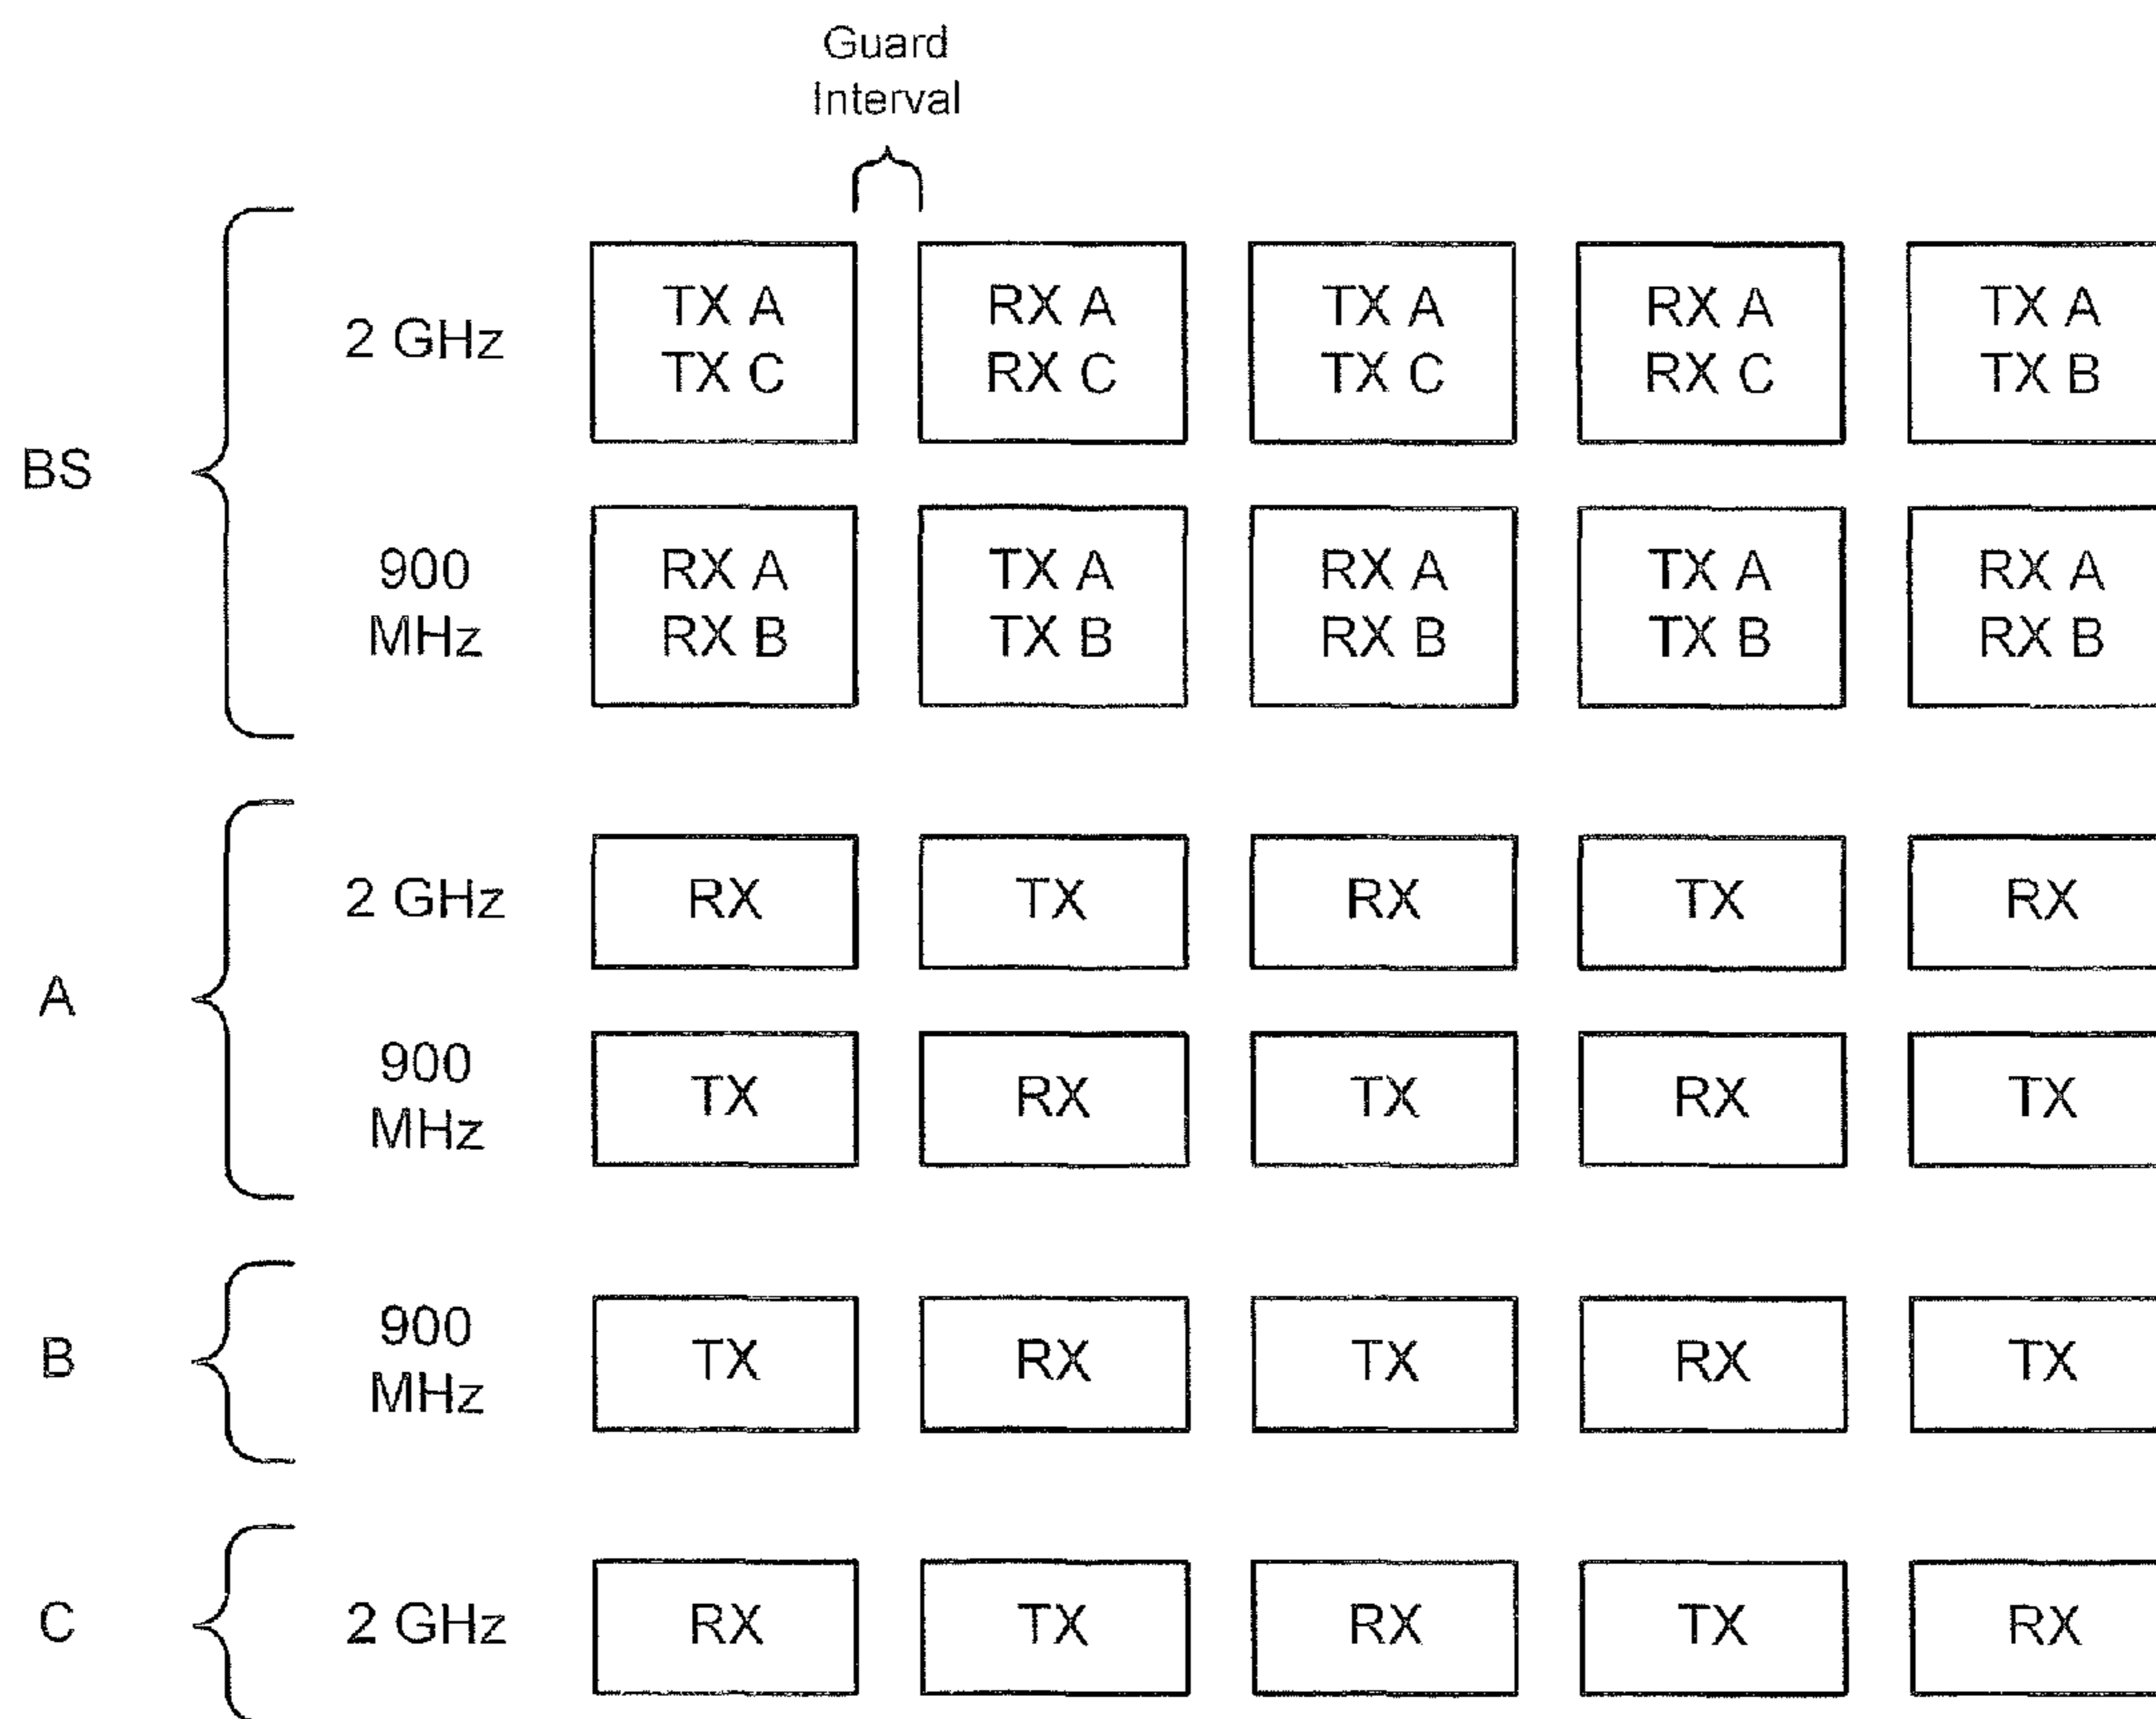 Guard
Interval
BS
2 GHz
TX A
TX C
RX A
RX C
TX A
TX C
RX A
RX C
TX A
TX B
900
MHz
RX A
RX B
TX A
TX B
RX A
RX B
TX A
TX B
RX A
RX B
A
2 GHz
RX
TX
RX
TX
RX
900
MHz
TX
RX
TX
RX
TX
B
900
MHz
TX
RX
TX
RX
TX
C
2 GHz
RX
TX
RX
TX
RX